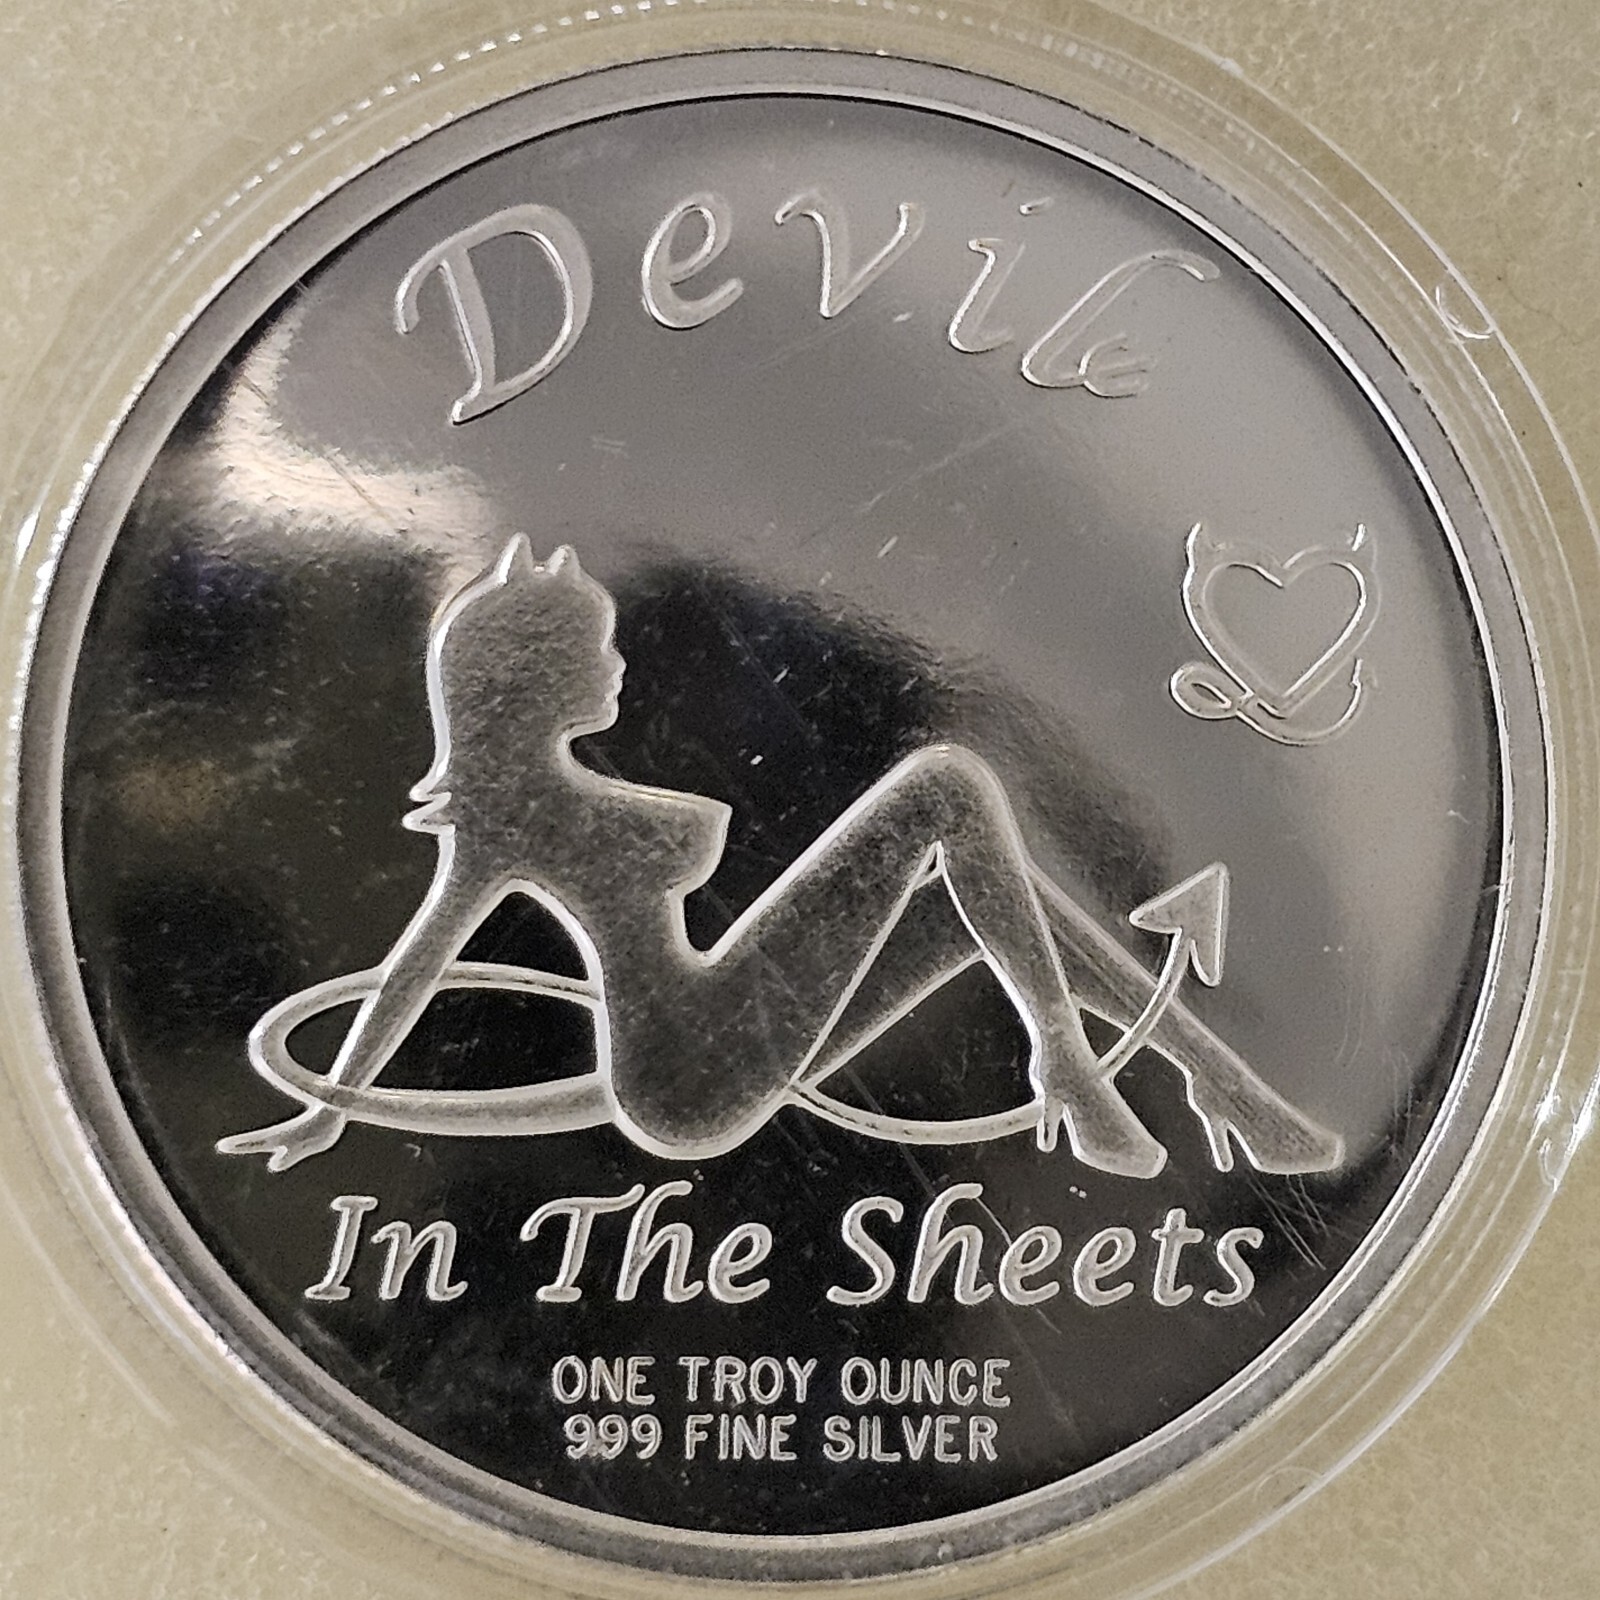 Devil
In The Sheets
ONE TROY OUNCE
999 FINE SILVER